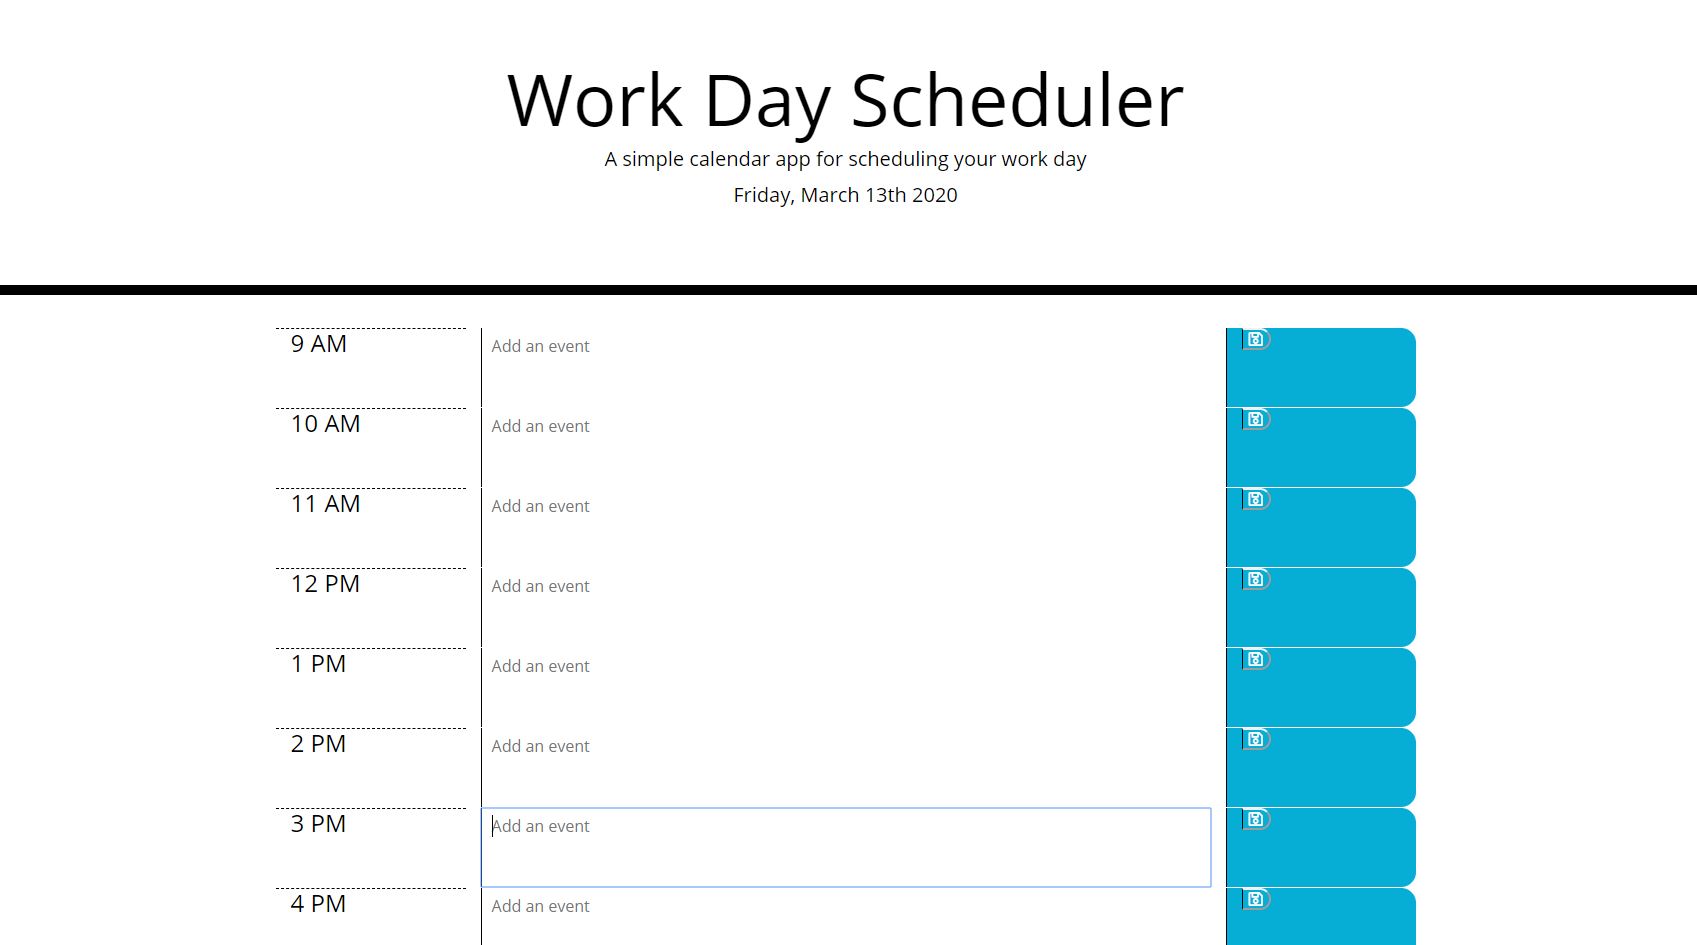 Work Day Scheduler
A simple calendar app for scheduling your work day
Friday, March 13th 2020
9 AM
Add an event
10 AM
Add an event
11 AM
Add an event
12 PM
Add an event
1 PM
Add an event
2 PM
Add an event
3 PM
Add an event
4 PM
Add an event